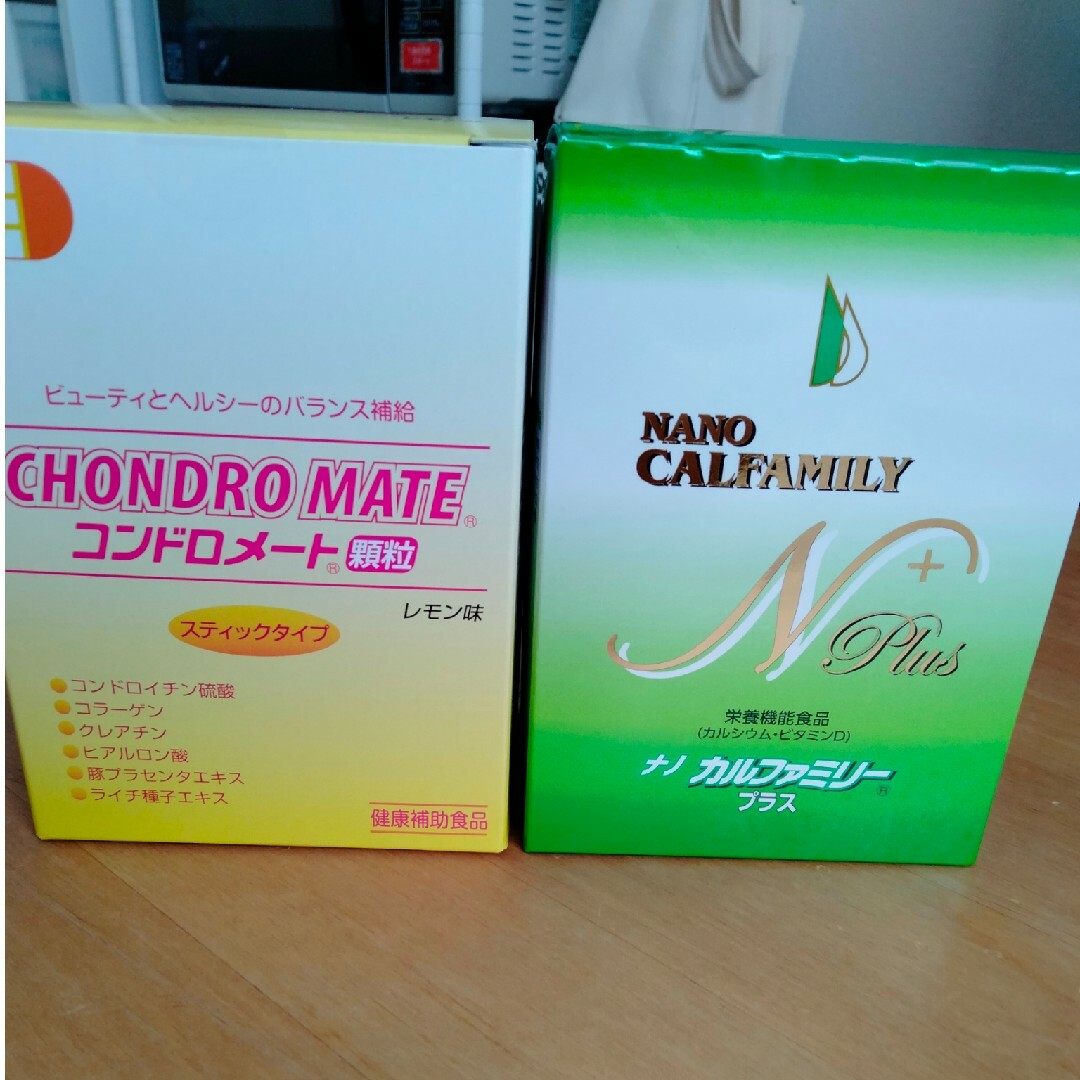 ビューティとヘルシーのバランス補給
CHONDRO MATE®
コンドロメート® 顆粒
レモン味
スティックタイプ
コンドロイチン硫酸
コラーゲン
クレアチン
ヒアルロン酸
豚プラセンタエキス
ライチ種子エキス
健康補助食品
NANO
CALFAMILY
N+
Plus
栄養機能食品
(カルシウム・ビタミンD)
ナノ カルファミリー®
プラス